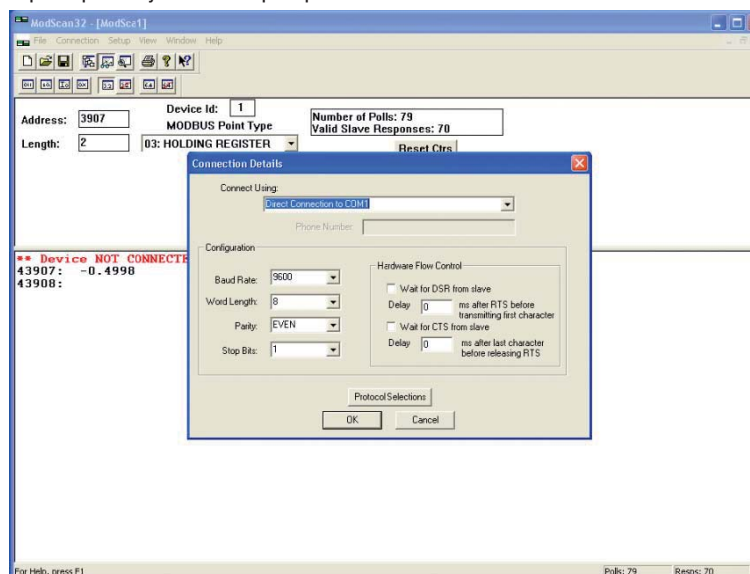 ModScan32 - [ModSca1]
File Connection Setup View Window Help
Address: 3907
Device Id: 1
MODBUS Point Type
Length: 2
03: HOLDING REGISTER
Number of Polls: 79
Valid Slave Responses: 70
Reset Ctrs
** Device NOT CONNECTE
43907: -0.4998
43908:
Connection Details
Connect Using:
Direct Connection to COM1
Phone Number:
Configuration
Baud Rate: 9600
Word Length: 8
Parity: EVEN
Stop Bits: 1
Hardware Flow Control
Wait for DSR from slave
Delay 0 ms after RTS before
transmitting first character
Wait for CTS from slave
Delay 0 ms after last character
before releasing RTS
Protocol Selections
OK Cancel
For Help, press F1
Polls: 79 Resps: 70